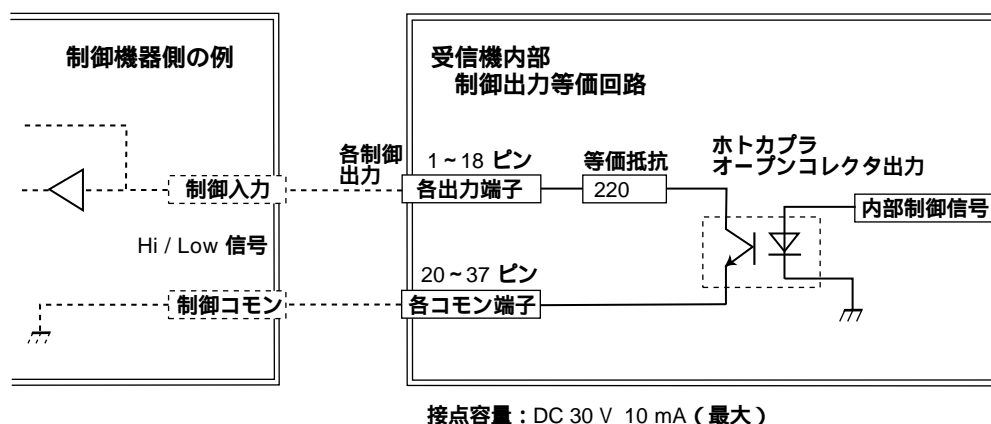 制御機器側の例
受信機内部
制御出力等価回路
各制御
出力
1~18 ピン
等価抵抗
ホトカプラ
オープンコレクタ出力
制御入力
各出力端子
220
内部制御信号
Hi / Low 信号
20~37 ピン
制御コモン
各コモン端子
接点容量：DC 30 V 10 mA（最大）